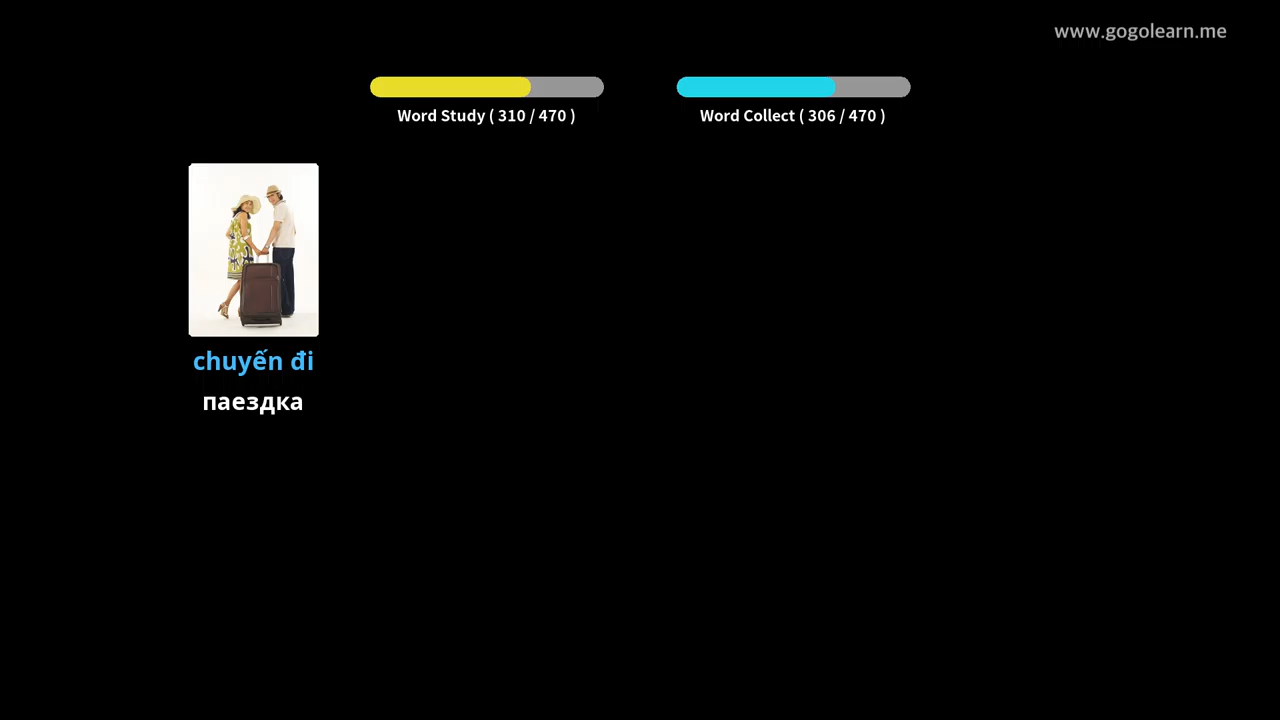 www.gogolearn.me
Word Study ( 310 / 470 )
Word Collect ( 306 / 470 )
chuyến đi
паездка